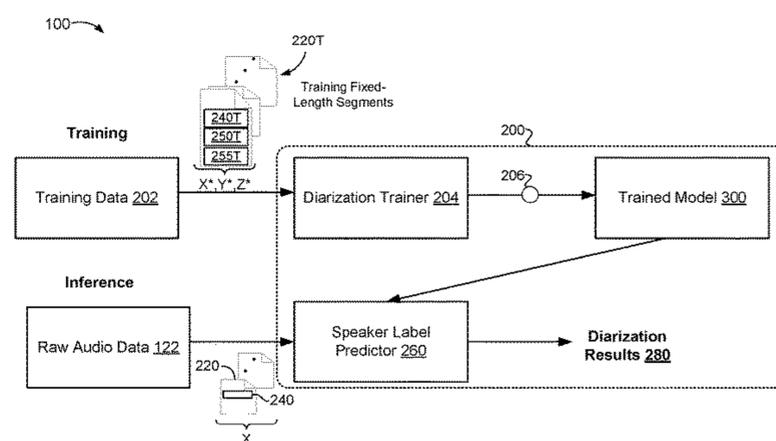 100
220T
Training Fixed-
Length Segments
240T
250T
255T
Training
X*,Y*,Z*
200
Training Data 202
Diarization Trainer 204
206
Trained Model 300
Inference
Raw Audio Data 122
Speaker Label
Predictor 260
Diarization
Results 280
220
240
X